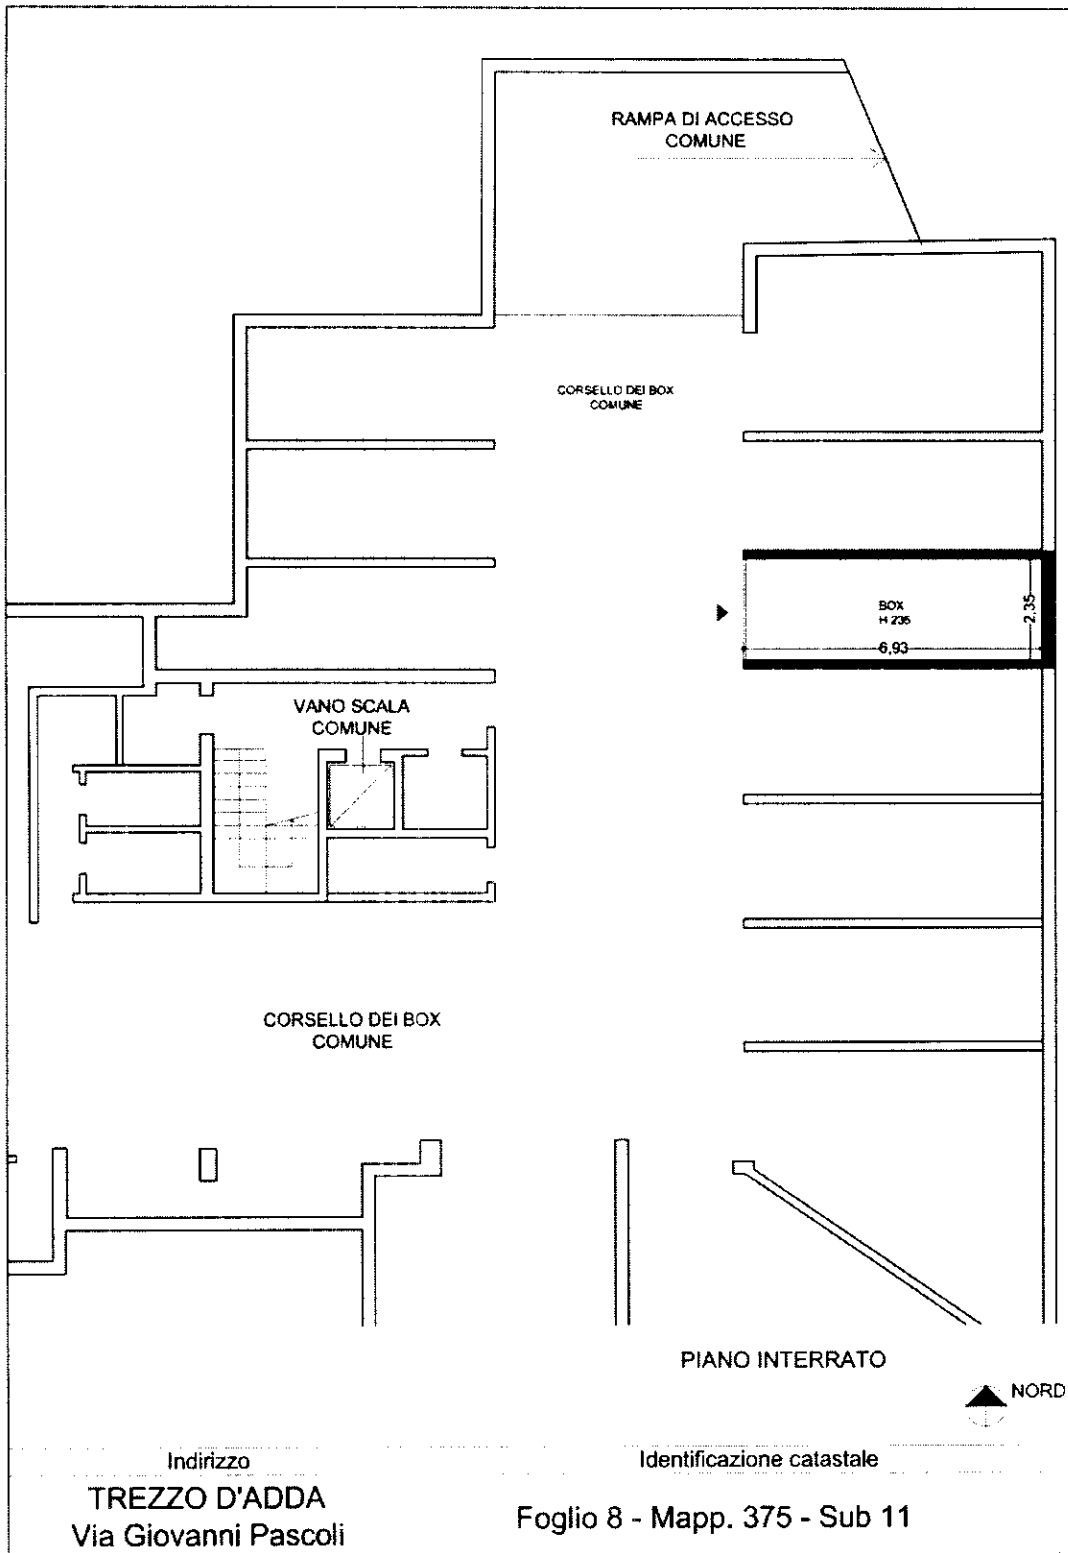 RAMPA DI ACCESSO
COMUNE
CORSELLO DEI BOX
COMUNE
BOX
H 235
2,35
6,93
VANO SCALA
COMUNE
CORSELLO DEI BOX
COMUNE
PIANO INTERRATO
NORD
Indirizzo
Identificazione catastale
TREZZO D'ADDA
Via Giovanni Pascoli
Foglio 8 - Mapp. 375 - Sub 11